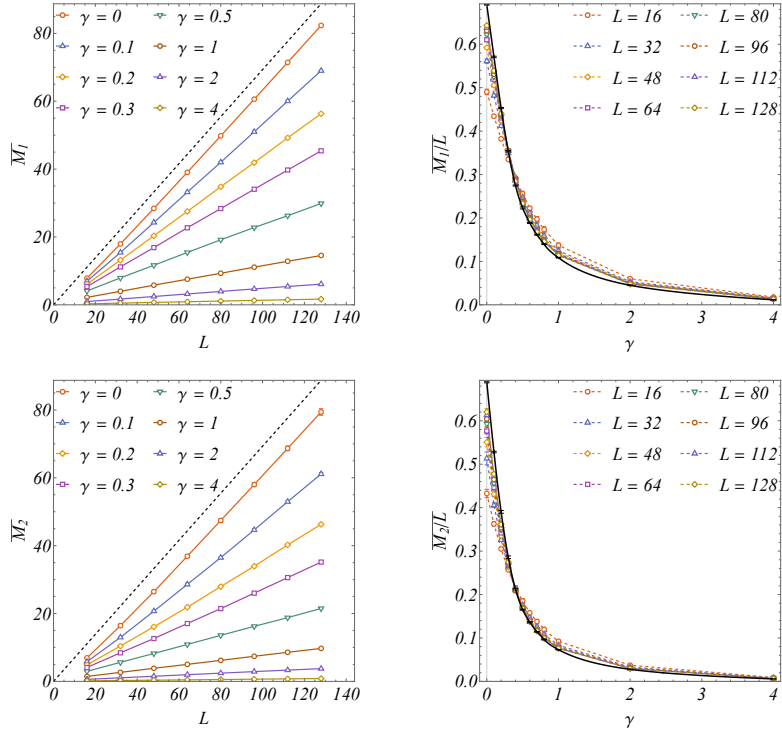 γ = 0
γ = 0.5
γ = 0.1
γ = 1
γ = 0.2
γ = 2
γ = 0.3
γ = 4
80
60
40
20
0
0 20 40 60 80 100 120 140
M₁
L
L = 16
L = 80
L = 32
L = 96
L = 48
L = 112
L = 64
L = 128
0.6
0.5
0.4
0.3
0.2
0.1
0.0
0 1 2 3 4
M₁/L
γ
γ = 0
γ = 0.5
γ = 0.1
γ = 1
γ = 0.2
γ = 2
γ = 0.3
γ = 4
80
60
40
20
0
0 20 40 60 80 100 120 140
M₂
L
L = 16
L = 80
L = 32
L = 96
L = 48
L = 112
L = 64
L = 128
0.6
0.5
0.4
0.3
0.2
0.1
0.0
0 1 2 3 4
M₂/L
γ